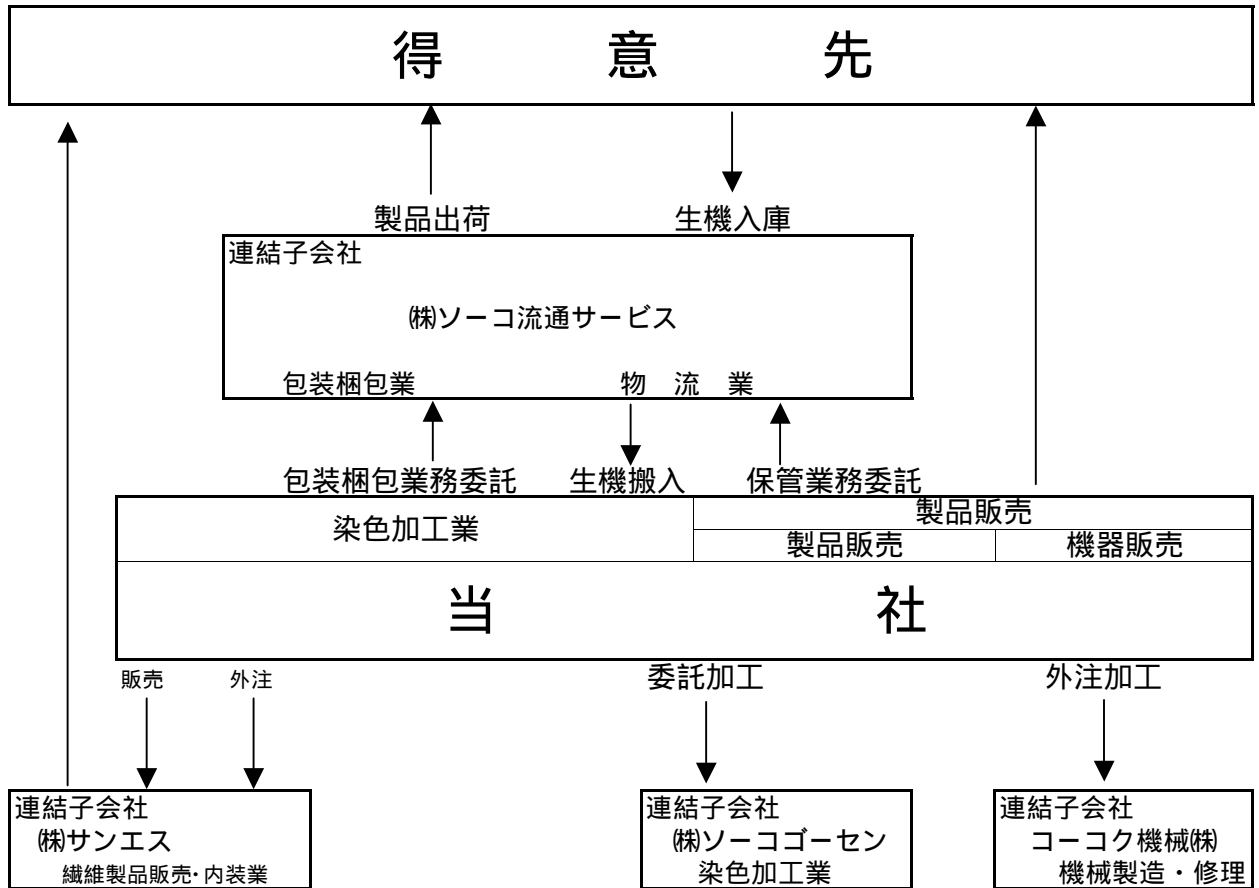 得意先
製品出荷 生機入庫
連結子会社
㈱ソーコ流通サービス
包装梱包業 物流業
包装梱包業務委託 生機搬入 保管業務委託
染色加工業 製品販売
製品販売 機器販売
当社
販売 外注 委託加工 外注加工
連結子会社
㈱サンエス
繊維製品販売・内装業
連結子会社
㈱ソーコゴーセン
染色加工業
連結子会社
コーコク機械㈱
機械製造・修理